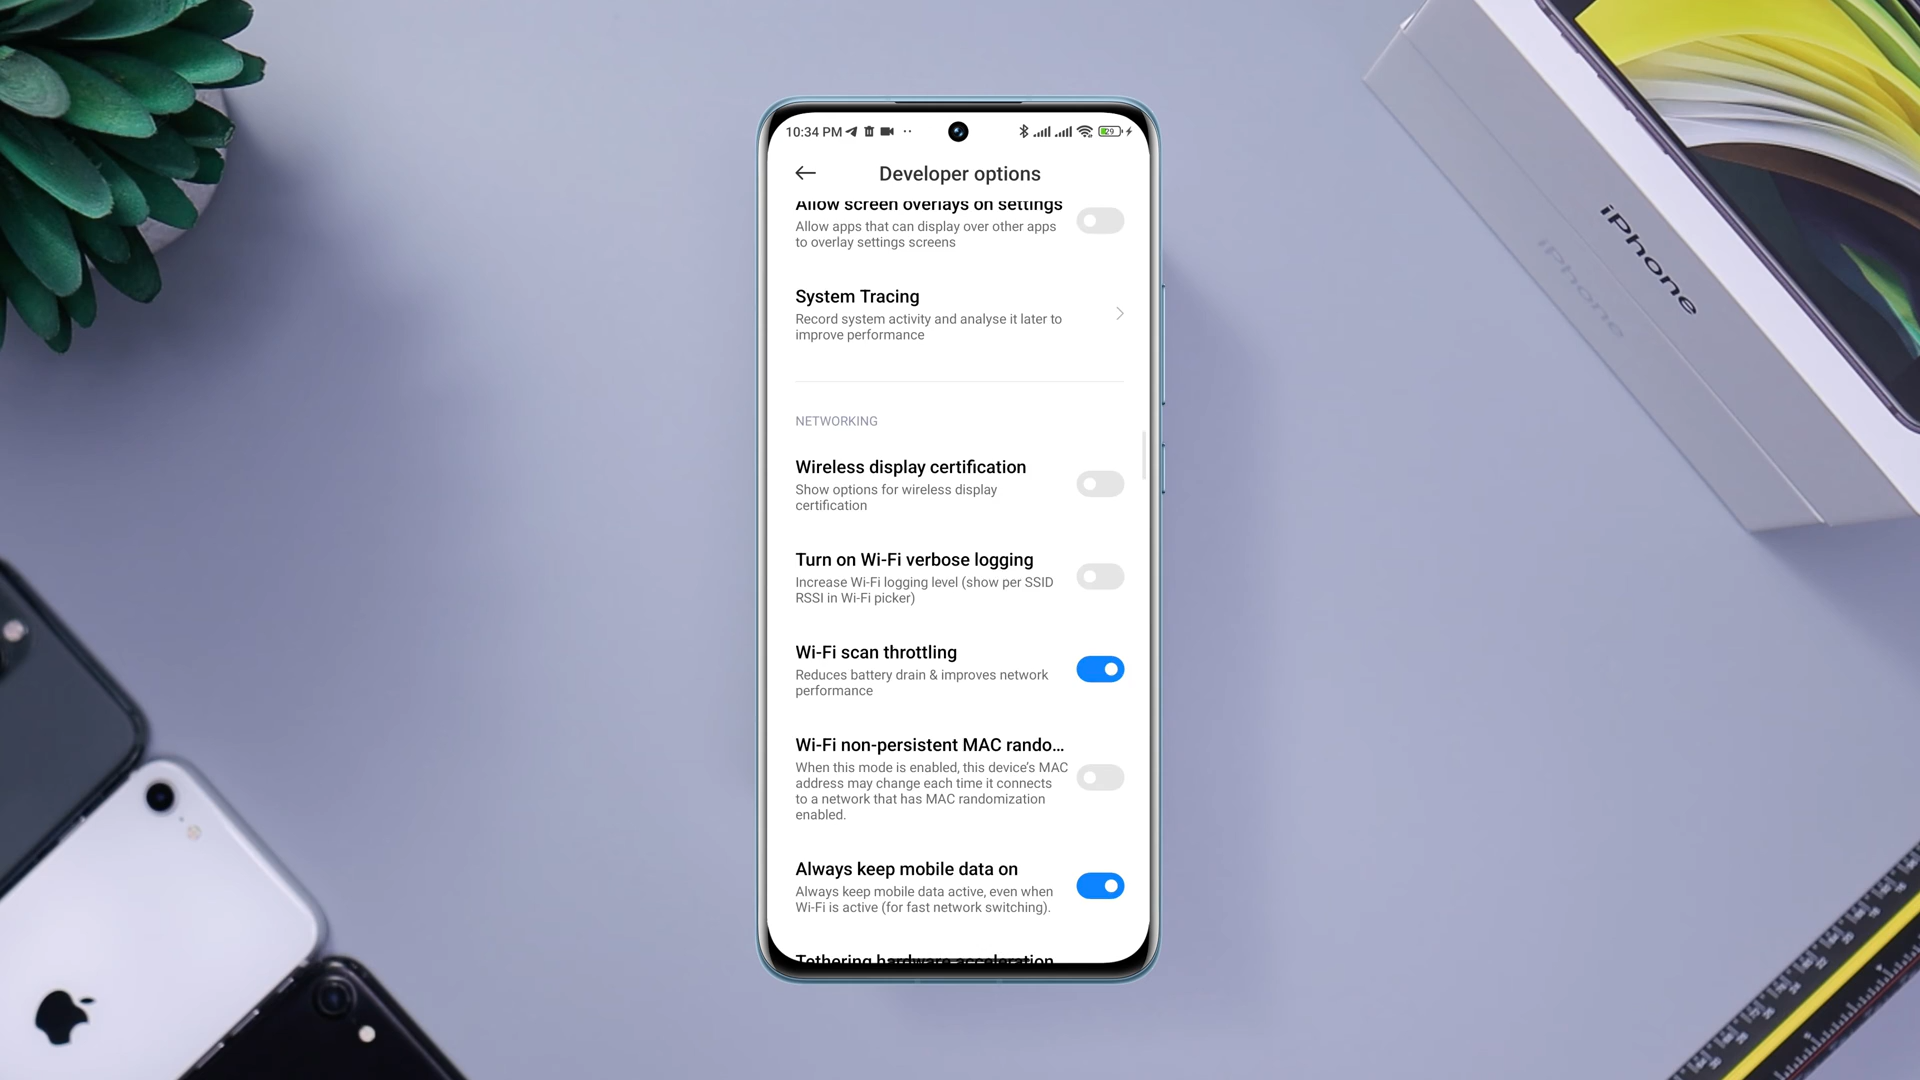 10:34 PM
29
Developer options
Allow screen overlays on settings
Allow apps that can display over other apps
to overlay settings screens
System Tracing
Record system activity and analyse it later to
improve performance
NETWORKING
Wireless display certification
Show options for wireless display
certification
Turn on Wi-Fi verbose logging
Increase Wi-Fi logging level (show per SSID
RSSI in Wi-Fi picker)
Wi-Fi scan throttling
Reduces battery drain & improves network
performance
Wi-Fi non-persistent MAC rando...
When this mode is enabled, this device's MAC
address may change each time it connects
to a network that has MAC randomization
enabled.
Always keep mobile data on
Always keep mobile data active, even when
Wi-Fi is active (for fast network switching).
Tethering hardware acceleration
iPhone
iPhone